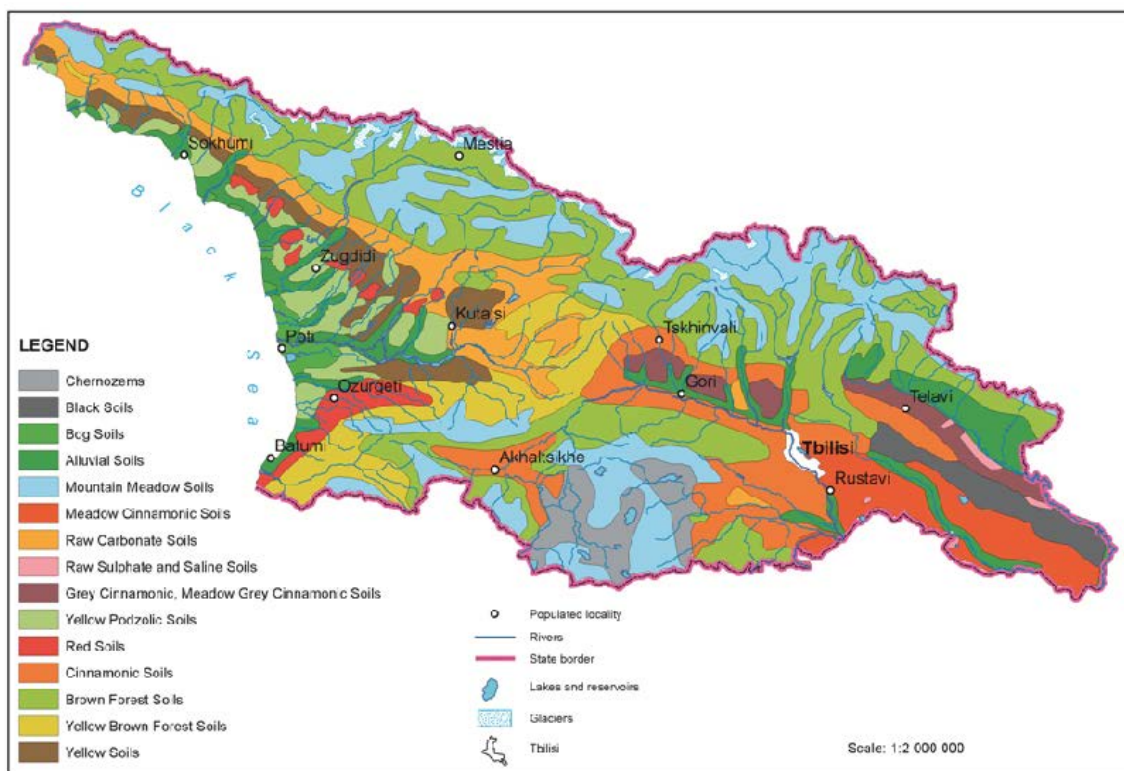 Sokhumi
Mestia
Black Sea
Zugdidi
Kutaisi
Tskhinvali
Poti
Gori
Telavi
Ozurgeti
Tbilisi
Batumi
Akhaltsikhe
Rustavi
LEGEND
Chernozems
Black Soils
Bog Soils
Alluvial Soils
Mountain Meadow Soils
Meadow Cinnamonic Soils
Raw Carbonate Soils
Raw Sulphate and Saline Soils
Grey Cinnamonic, Meadow Grey Cinnamonic Soils
Yellow Podzolic Soils
Red Soils
Cinnamonic Soils
Brown Forest Soils
Yellow Brown Forest Soils
Yellow Soils
Populated locality
Rivers
State border
Lakes and reservoirs
Glaciers
Tbilisi
Scale: 1:2 000 000